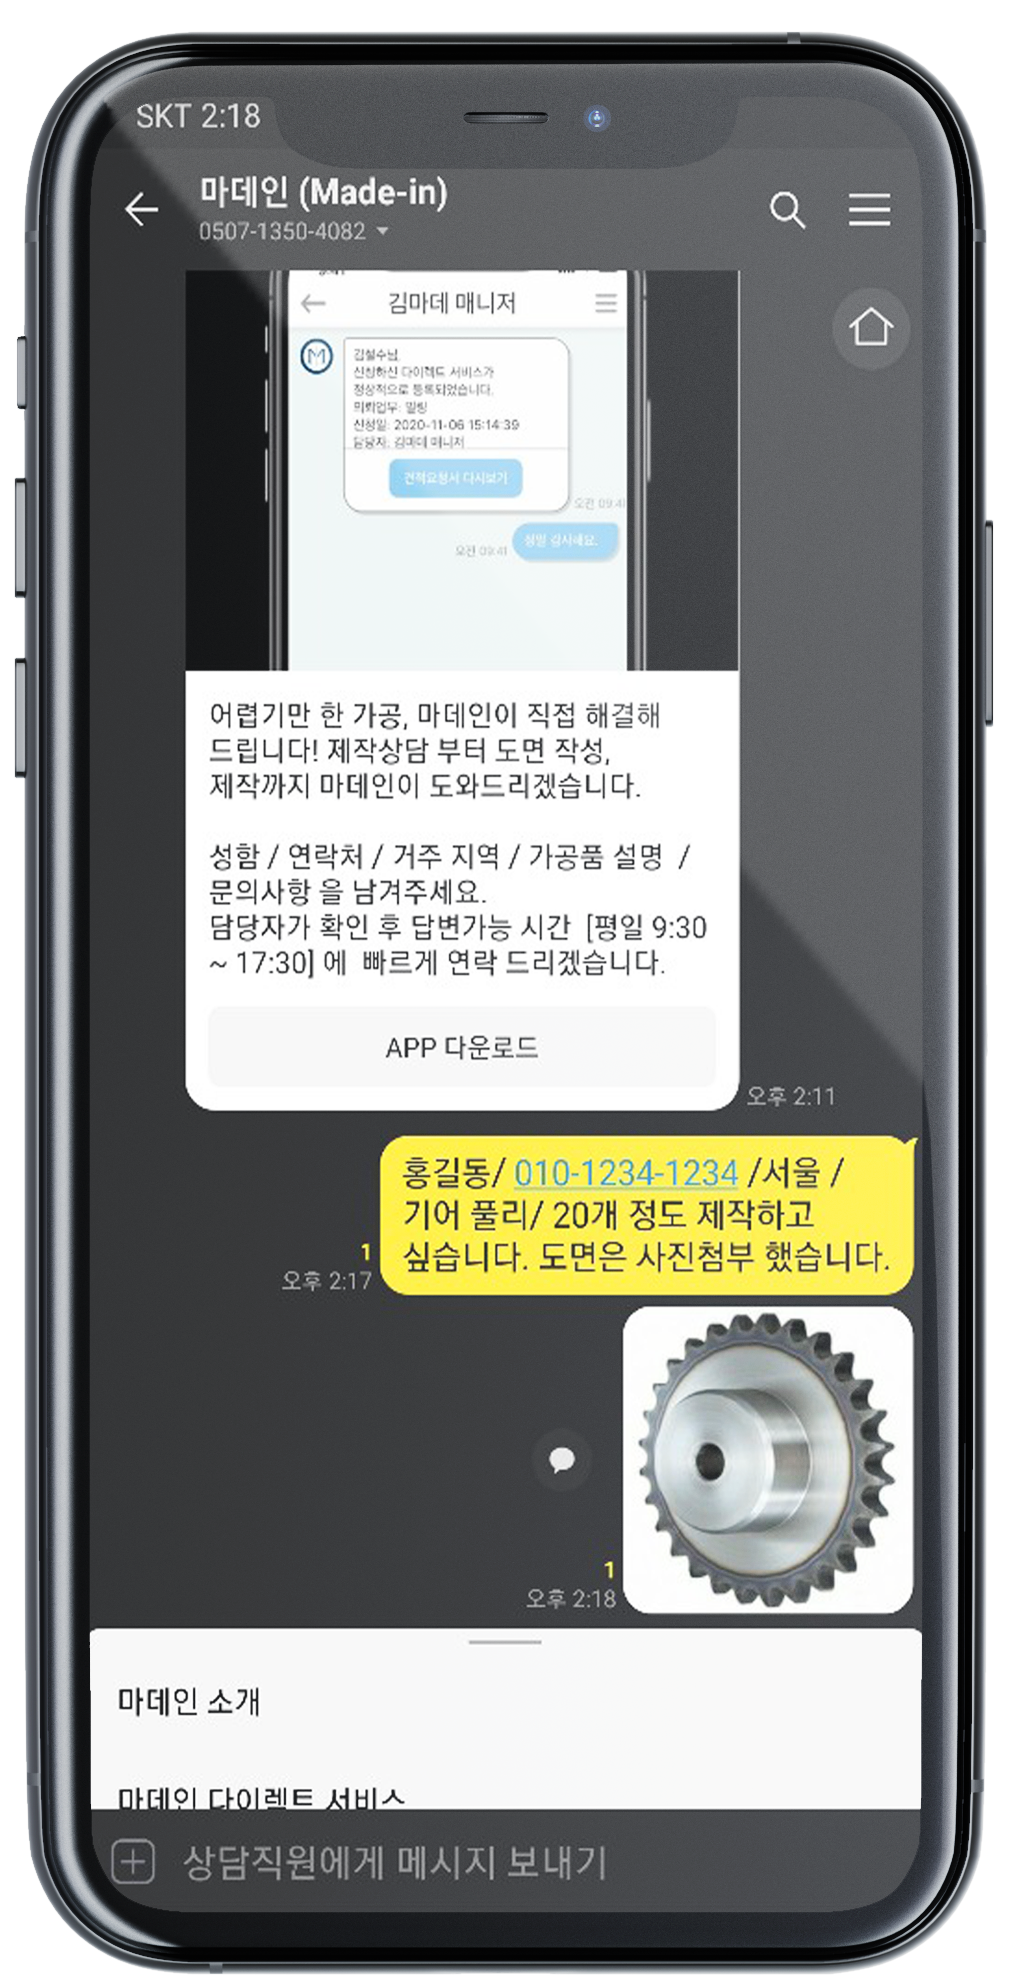 SKT 2:18
마데인 (Made-in)
0507-1350-4082
김마데 매니저
김철수님,
신청하신 다이렉트 서비스가
정상적으로 등록되었습니다.
의뢰업무: 밀링
신청일: 2020-11-06 15:14:39
담당자: 김마데 매니저
견적요청서 다시보기
오전 09:41
정말 감사해요.
오전 09:41
어렵기만 한 가공, 마데인이 직접 해결해
드립니다! 제작상담 부터 도면 작성,
제작까지 마데인이 도와드리겠습니다.
성함 / 연락처 / 거주 지역 / 가공품 설명 /
문의사항 을 남겨주세요.
담당자가 확인 후 답변가능 시간 [평일 9:30
~ 17:30] 에 빠르게 연락 드리겠습니다.
APP 다운로드
오후 2:11
홍길동/ 010-1234-1234 /서울 /
기어 풀리/ 20개 정도 제작하고
싶습니다. 도면은 사진첨부 했습니다.
1
오후 2:17
1
오후 2:18
마데인 소개
마데인 다이렉트 서비스
상담직원에게 메시지 보내기